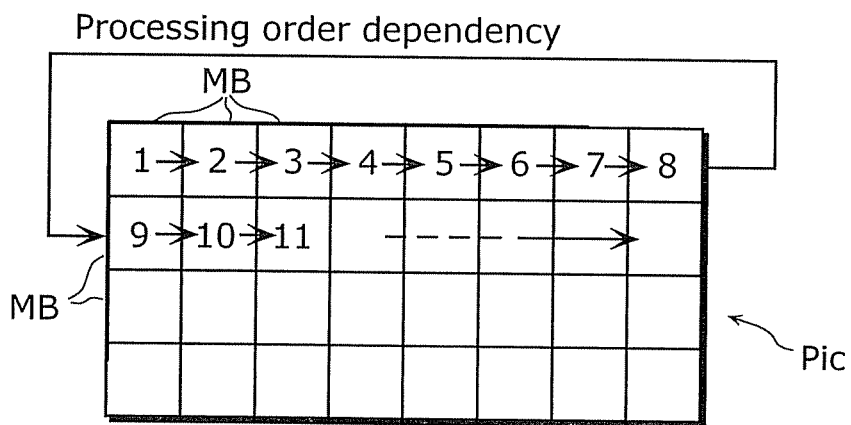 Processing order dependency
MB
1 2 3 4 5 6 7 8
9 10 11
MB
Pic